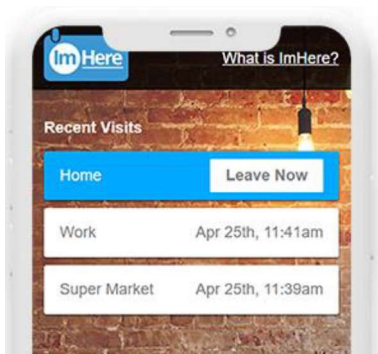 ImHere
What is ImHere?
Recent Visits
Home Leave Now
Work Apr 25th, 11:41am
Super Market Apr 25th, 11:39am